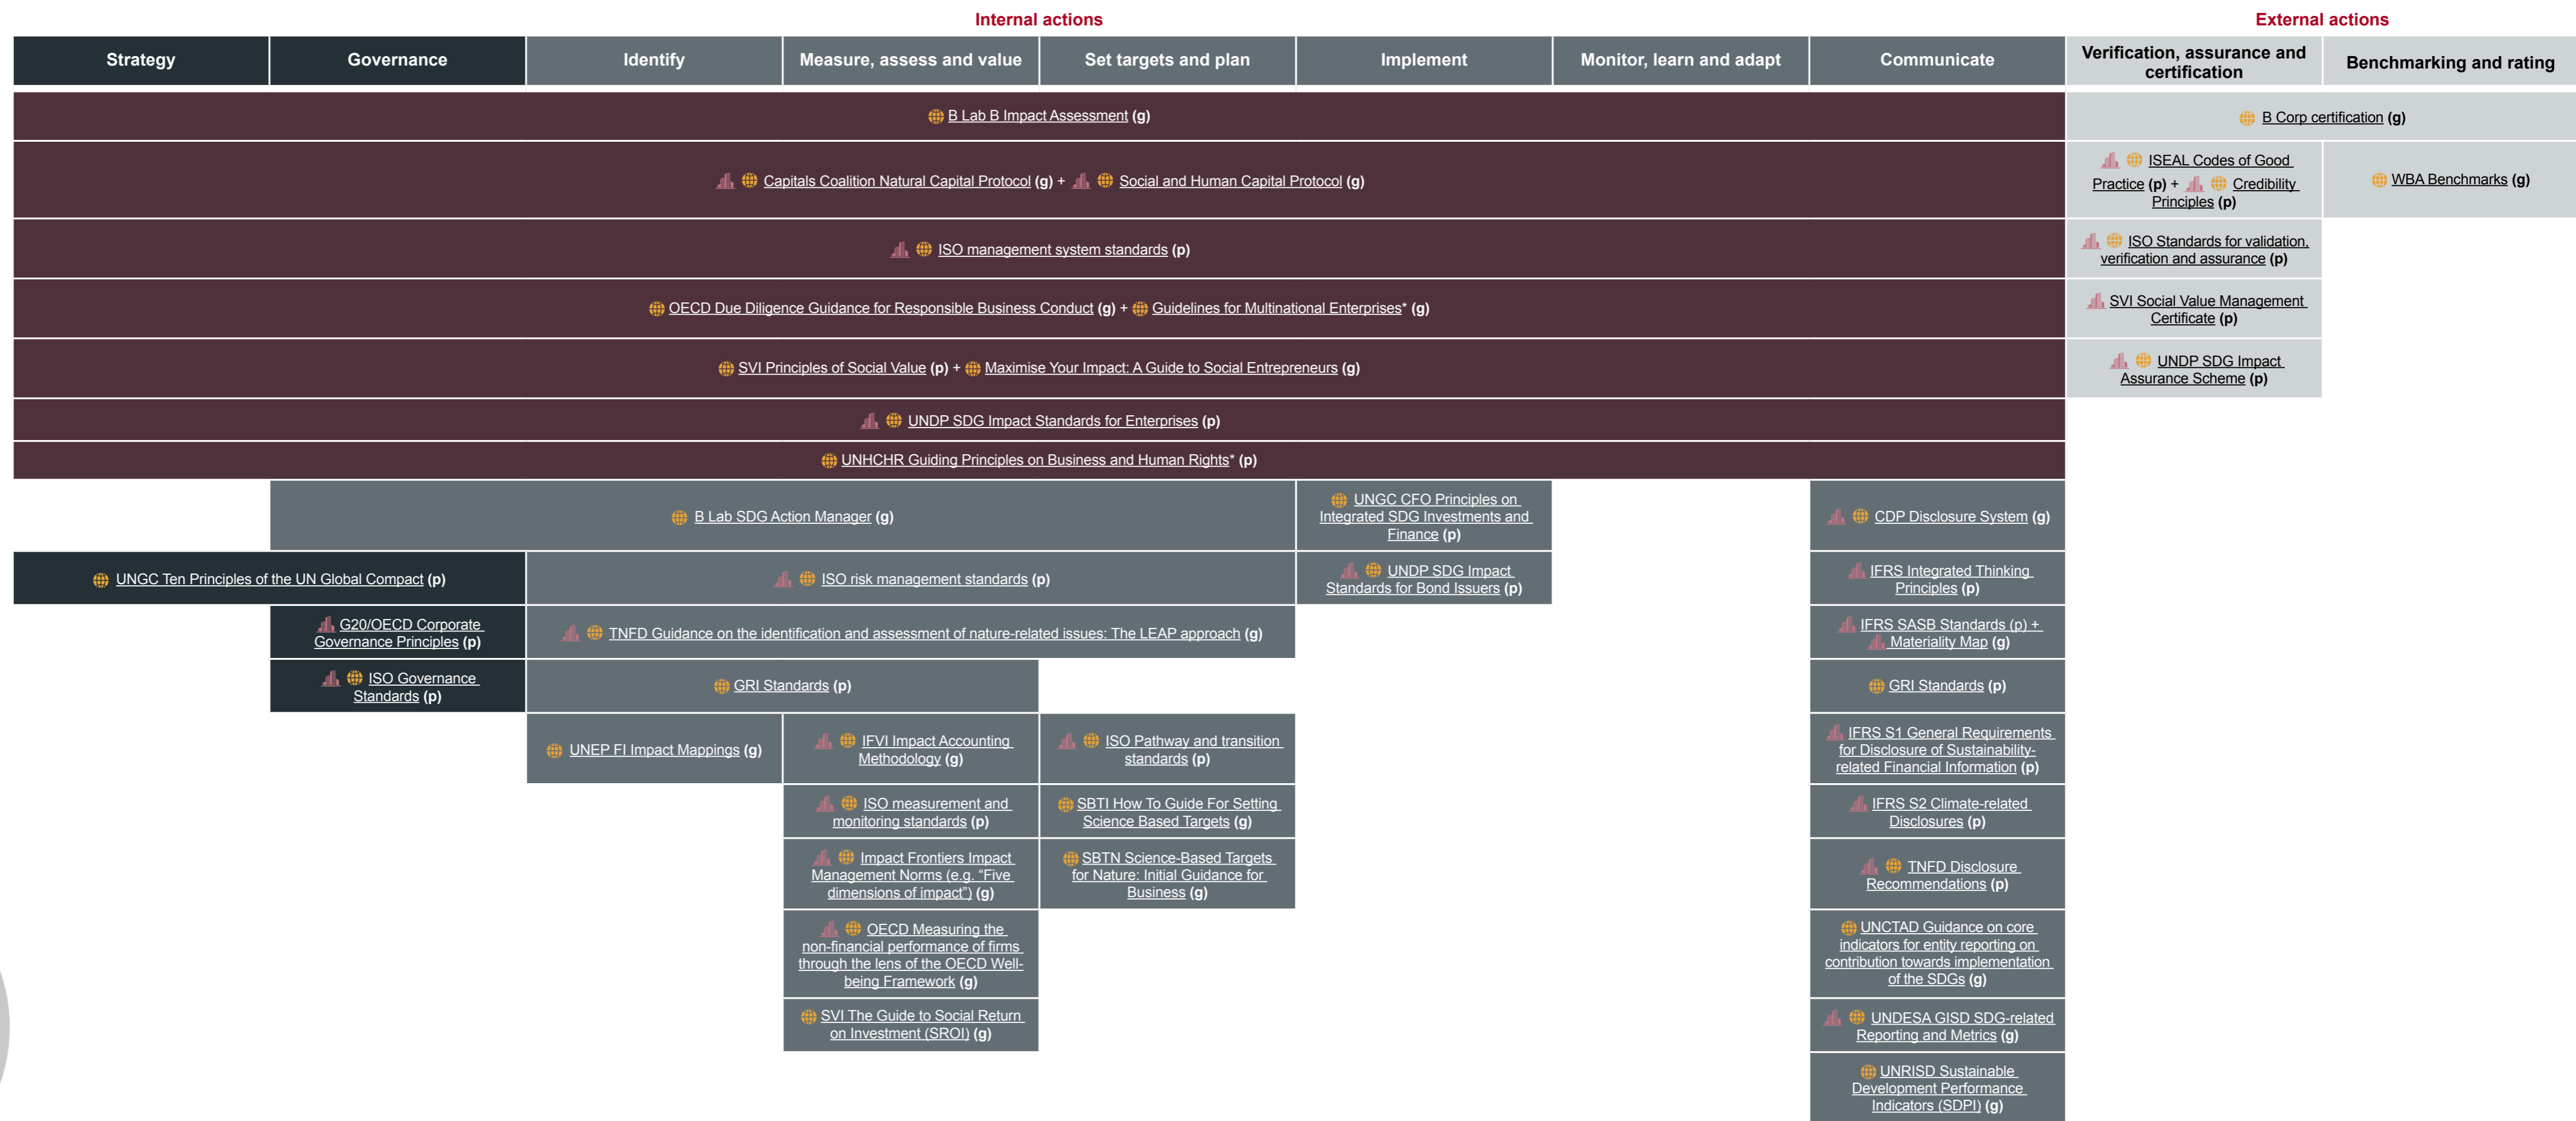 Internal actions
External actions
Strategy
Governance
Identify
Measure, assess and value
Set targets and plan
Implement
Monitor, learn and adapt
Communicate
Verification, assurance and
certification
Benchmarking and rating
B Lab B Impact Assessment (g)
B Corp certification (g)
Capitals Coalition Natural Capital Protocol (g) + Social and Human Capital Protocol (g)
ISEAL Codes of Good
Practice (p) + Credibility
Principles (p)
WBA Benchmarks (g)
ISO management system standards (p)
ISO Standards for validation,
verification and assurance (p)
OECD Due Diligence Guidance for Responsible Business Conduct (g) + Guidelines for Multinational Enterprises* (g)
SVI Social Value Management
Certificate (p)
SVI Principles of Social Value (p) + Maximise Your Impact: A Guide to Social Entrepreneurs (g)
UNDP SDG Impact
Assurance Scheme (p)
UNDP SDG Impact Standards for Enterprises (p)
UNHCHR Guiding Principles on Business and Human Rights* (p)
B Lab SDG Action Manager (g)
UNGC CFO Principles on
Integrated SDG Investments and
Finance (p)
CDP Disclosure System (g)
UNGC Ten Principles of the UN Global Compact (p)
ISO risk management standards (p)
UNDP SDG Impact
Standards for Bond Issuers (p)
IFRS Integrated Thinking
Principles (p)
G20/OECD Corporate
Governance Principles (p)
TNFD Guidance on the identification and assessment of nature-related issues: The LEAP approach (g)
IFRS SASB Standards (p) +
Materiality Map (g)
ISO Governance
Standards (p)
GRI Standards (p)
GRI Standards (p)
UNEP FI Impact Mappings (g)
IFVI Impact Accounting
Methodology (g)
ISO Pathway and transition
standards (p)
IFRS S1 General Requirements
for Disclosure of Sustainability-
related Financial Information (p)
ISO measurement and
monitoring standards (p)
SBTI How To Guide For Setting
Science Based Targets (g)
IFRS S2 Climate-related
Disclosures (p)
Impact Frontiers Impact
Management Norms (e.g. “Five
dimensions of impact”) (g)
SBTN Science-Based Targets
for Nature: Initial Guidance for
Business (g)
TNFD Disclosure
Recommendations (p)
OECD Measuring the
non-financial performance of firms
through the lens of the OECD Well-
being Framework (g)
UNCTAD Guidance on core
indicators for entity reporting on
contribution towards implementation
of the SDGs (g)
SVI The Guide to Social Return
on Investment (SROI) (g)
UNDESA GISD SDG-related
Reporting and Metrics (g)
UNRISD Sustainable
Development Performance
Indicators (SDPI) (g)